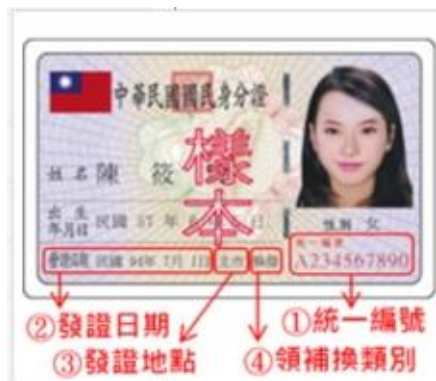 中華民國國民身分證
樣本
姓名 陳 筱
出生年月日 民國 57 年 日
性別 女
發證日期 民國 94年 7月 1日 北市
統一編號
A234567890
①統一編號
②發證日期
③發證地點
④領補換類別